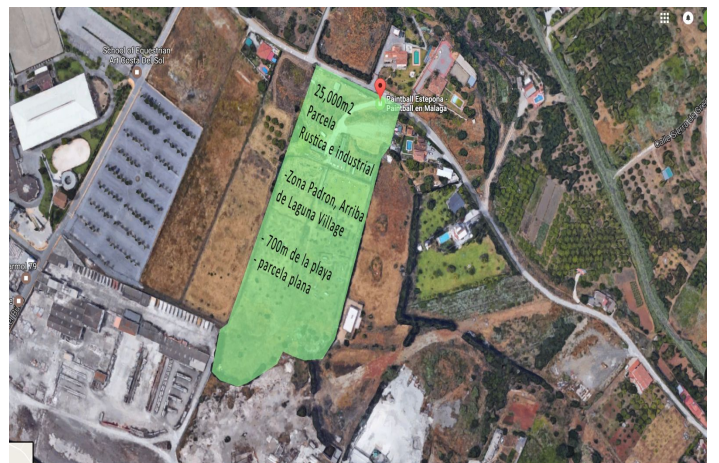 School of Equestrian
Art Costa Del Sol
Paintball Estepona
Paintball en Málaga
25,000m2
Parcela
Rustica e industrial
-Zona Padron, Arriba
de Laguna Village
- 700m de la playa
- parcela plana